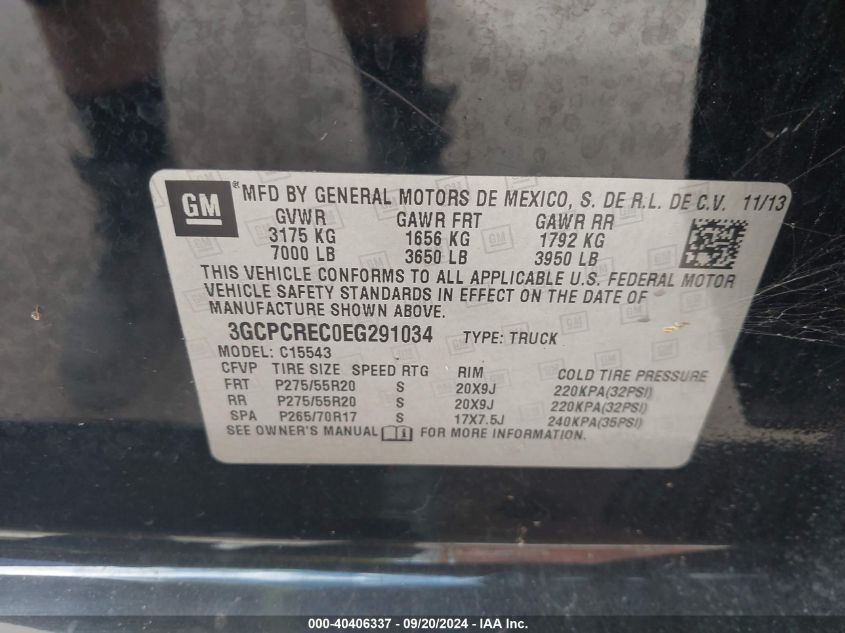 GM ® MFD BY GENERAL MOTORS DE MEXICO, S. DE R.L. DE C.V. 11/13
GVWR GAWR FRT GAWR RR
3175 KG 1656 KG 1792 KG
7000 LB 3650 LB 3950 LB
THIS VEHICLE CONFORMS TO ALL APPLICABLE U.S. FEDERAL MOTOR
VEHICLE SAFETY STANDARDS IN EFFECT ON THE DATE OF
MANUFACTURE SHOWN ABOVE.
3GCPCREC0EG291034 TYPE: TRUCK
MODEL: C15543
CFVP TIRE SIZE SPEED RTG RIM COLD TIRE PRESSURE
FRT P275/55R20 S 20X9J 220KPA(32PSI)
RR P275/55R20 S 20X9J 220KPA(32PSI)
SPA P265/70R17 S 17X7.5J 240KPA(35PSI)
SEE OWNER'S MANUAL FOR MORE INFORMATION.
000-40406337 - 09/20/2024 - IAA Inc.